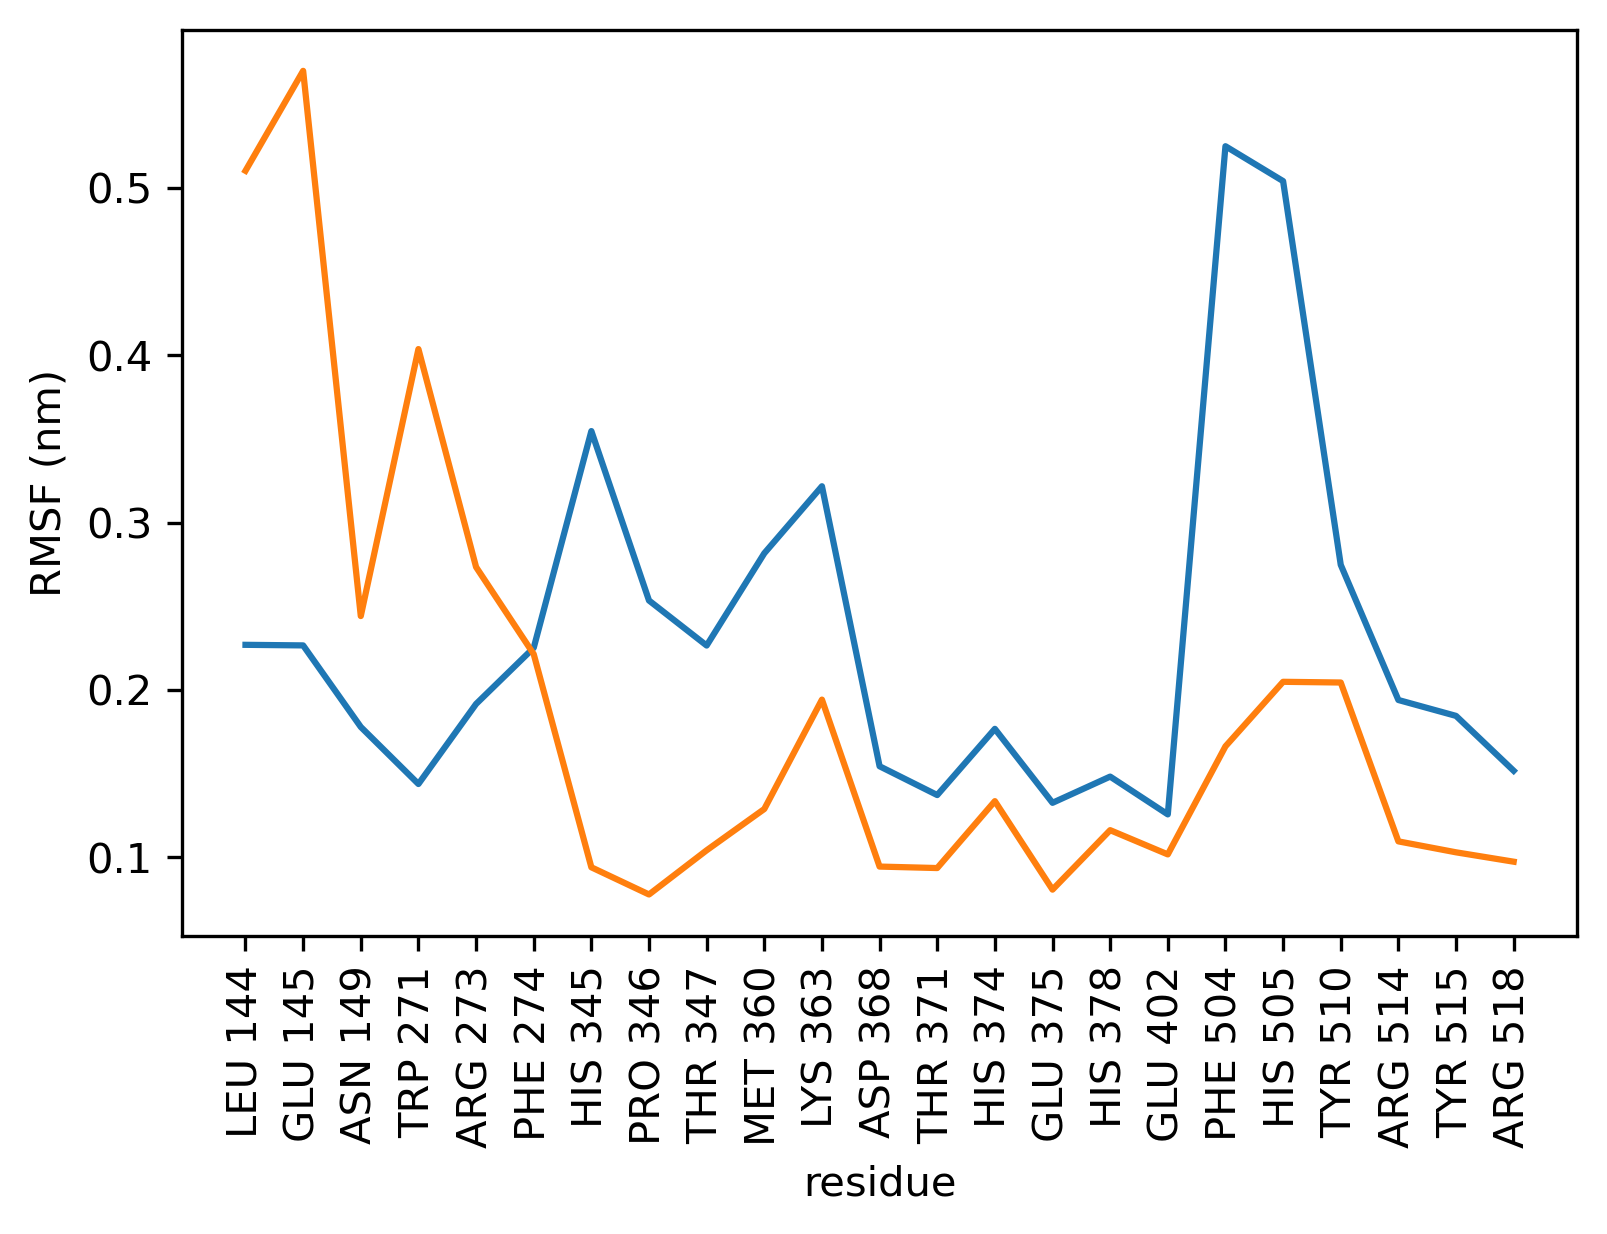 RMSF (nm)
0.5
0.4
0.3
0.2
0.1
LEU 144
GLU 145
ASN 149
TRP 271
ARG 273
PHE 274
HIS 345
PRO 346
THR 347
MET 360
LYS 363
ASP 368
THR 371
HIS 374
GLU 375
HIS 378
GLU 402
PHE 504
HIS 505
TYR 510
ARG 514
TYR 515
ARG 518
residue